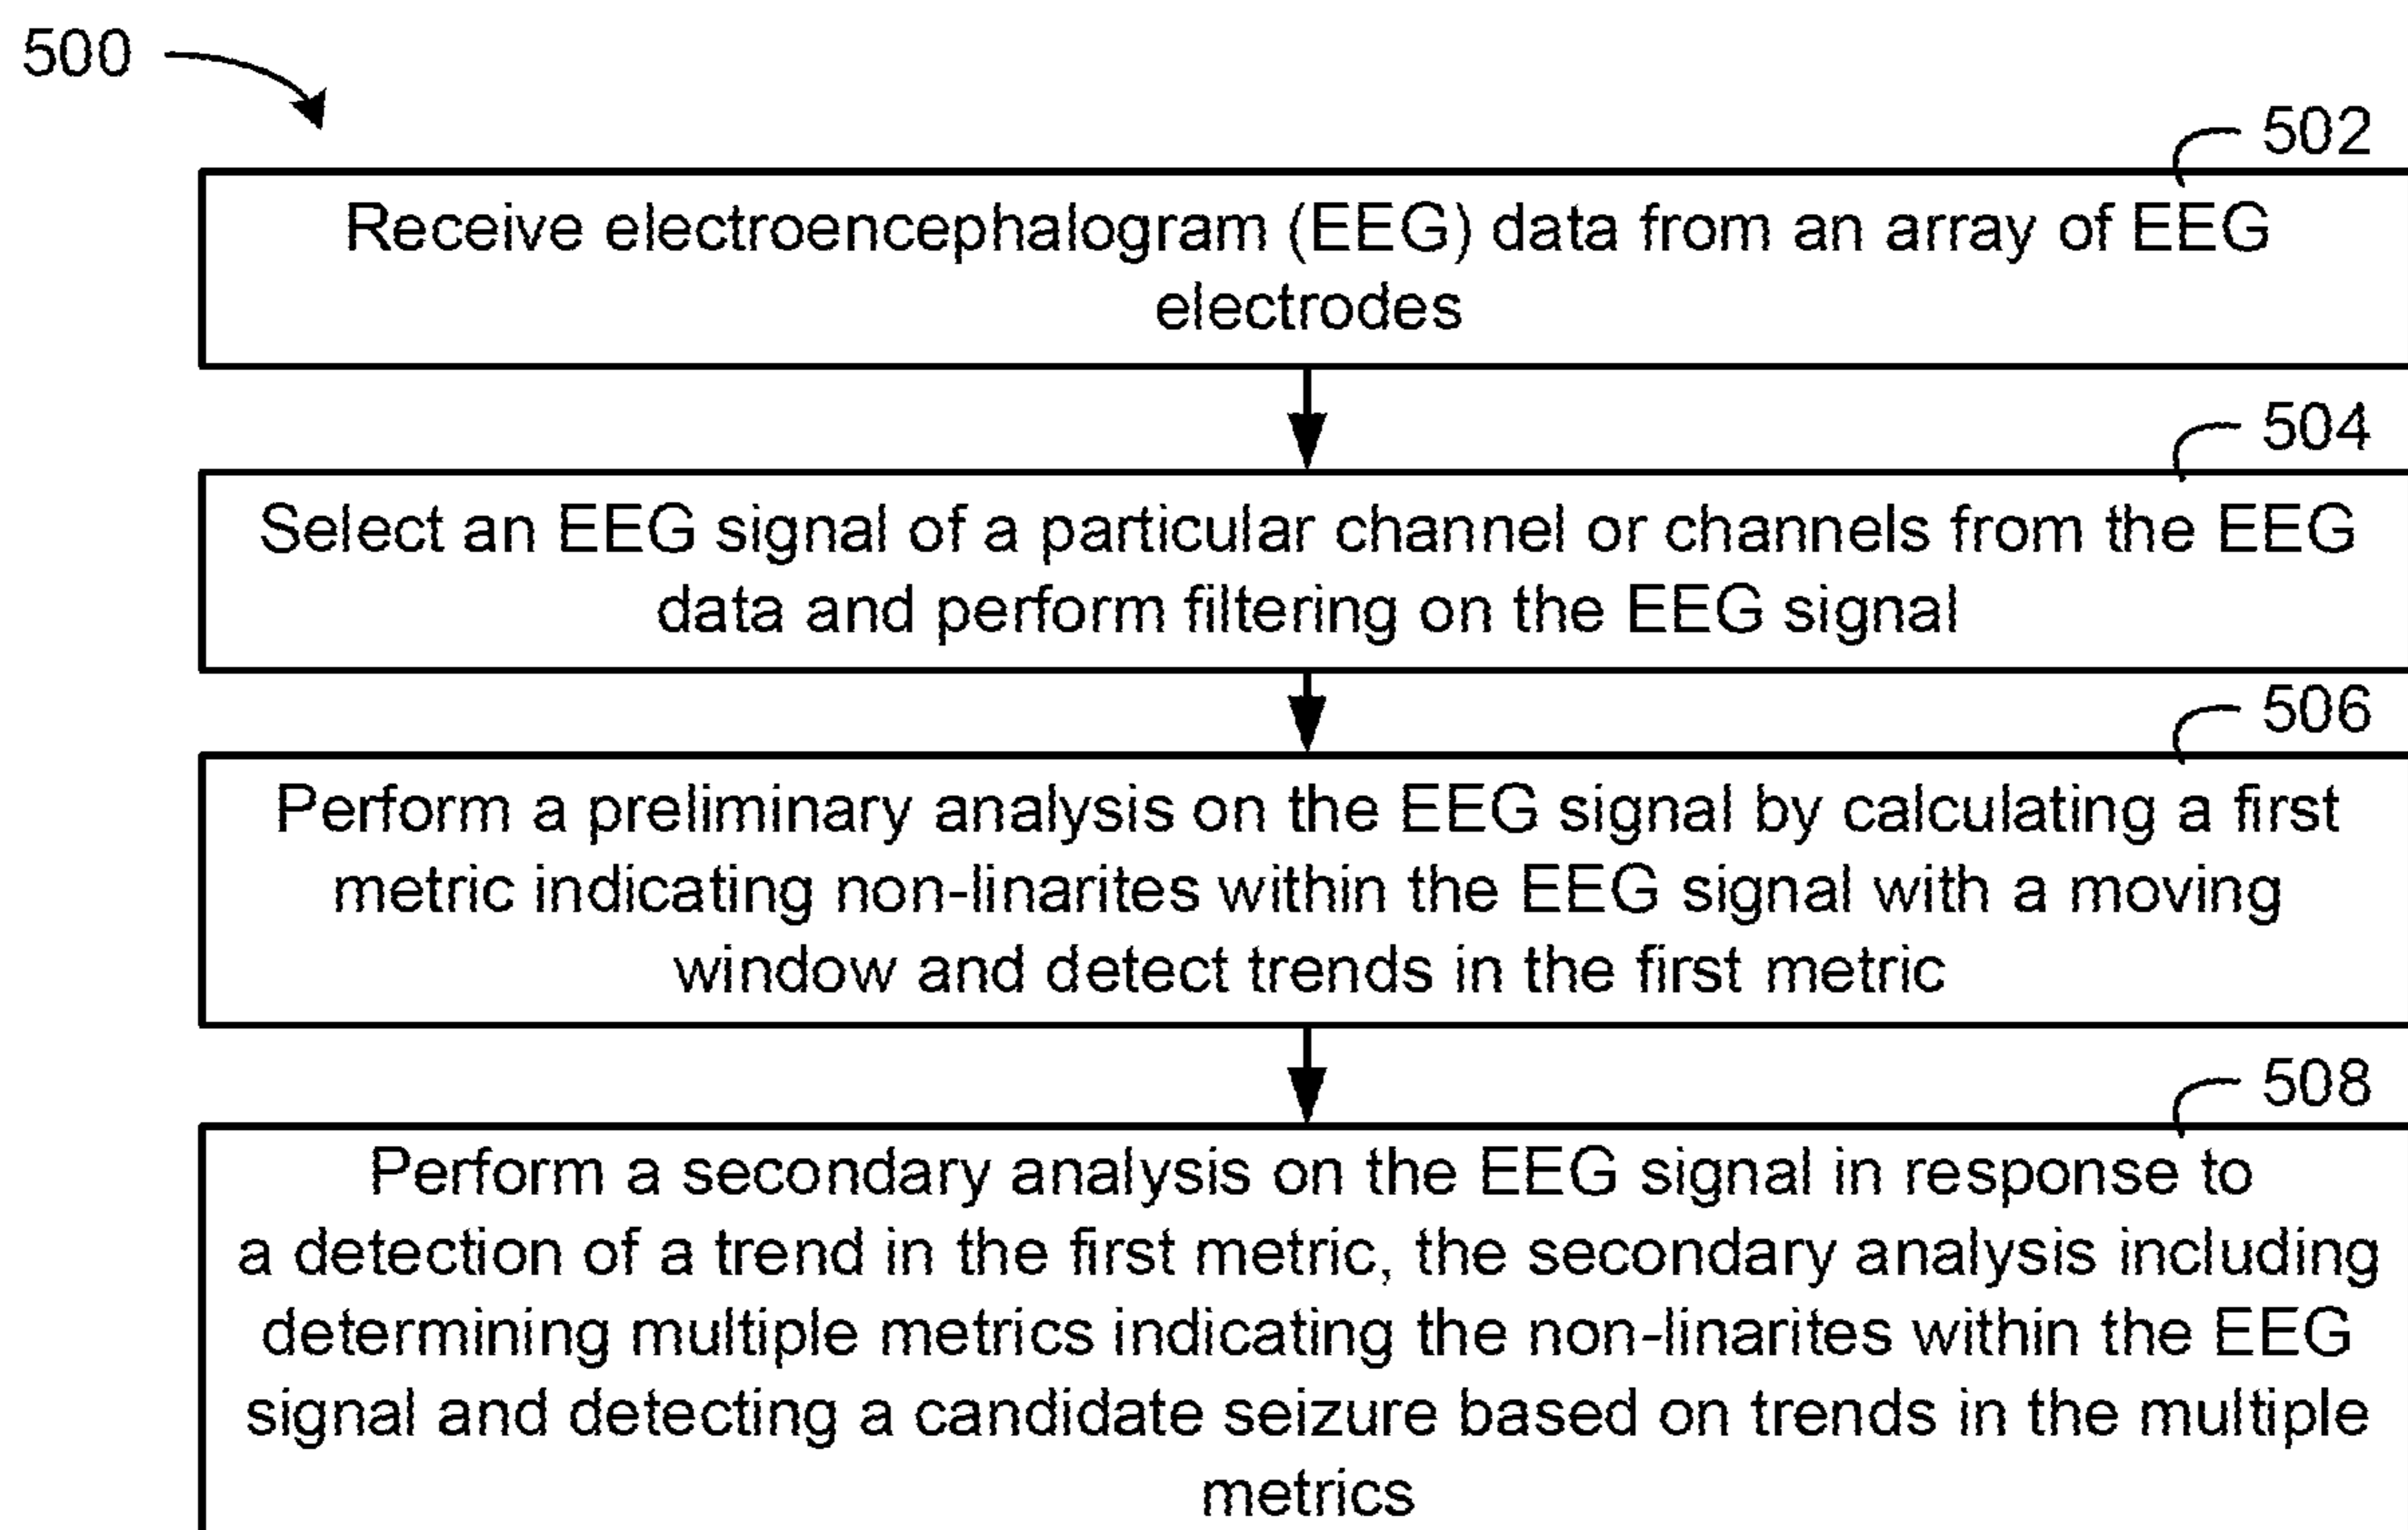 500
502
Receive electroencephalogram (EEG) data from an array of EEG
electrodes
504
Select an EEG signal of a particular channel or channels from the EEG
data and perform filtering on the EEG signal
506
Perform a preliminary analysis on the EEG signal by calculating a first
metric indicating non-linarites within the EEG signal with a moving
window and detect trends in the first metric
508
Perform a secondary analysis on the EEG signal in response to
a detection of a trend in the first metric, the secondary analysis including
determining multiple metrics indicating the non-linarites within the EEG
signal and detecting a candidate seizure based on trends in the multiple
metrics